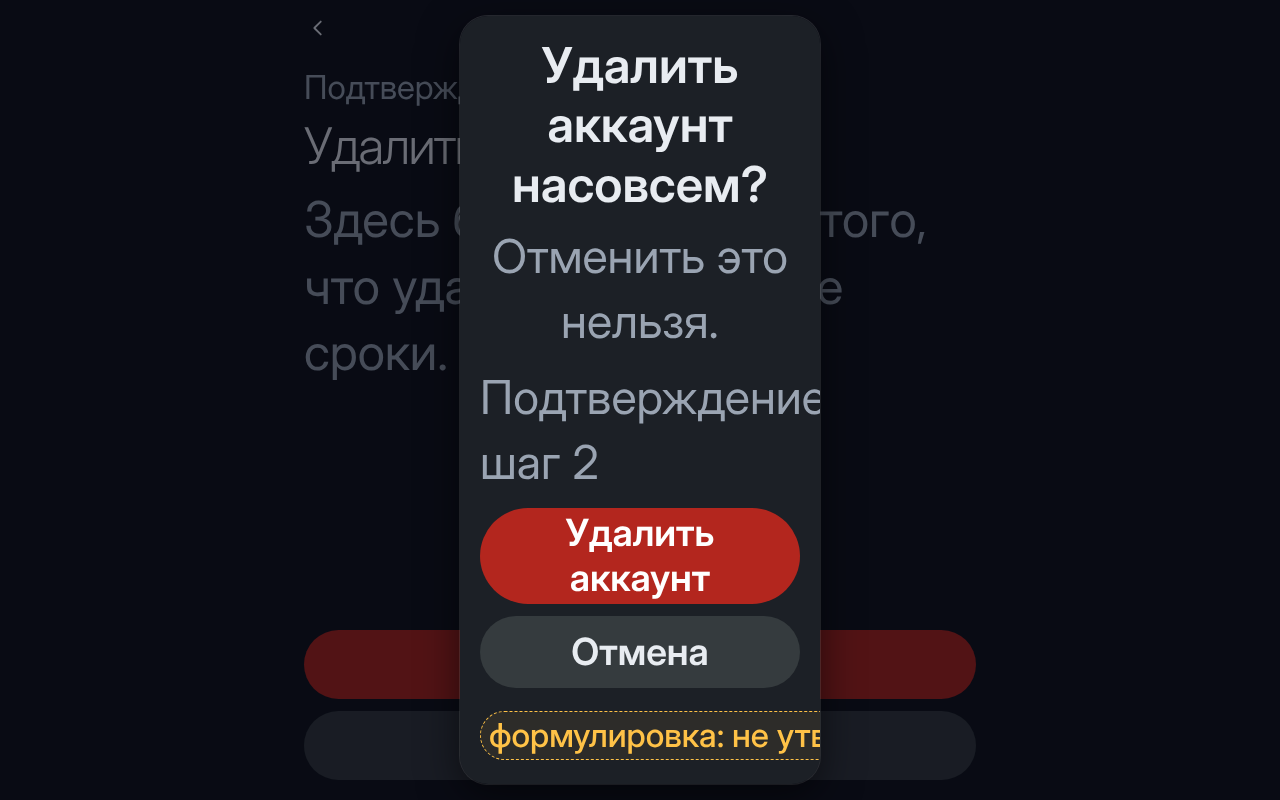 Подтверж
Удалить
Здесь
того,
что уда
е
сроки.
Удалить
аккаунт
насовсем?
Отменить это
нельзя.
Подтверждение
шаг 2
Удалить
аккаунт
Отмена
формулировка: не утв